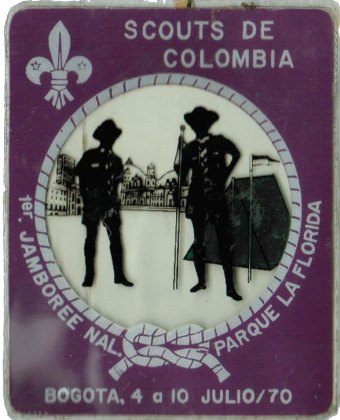 SCOUTS DE
COLOMBIA
1er. JAMBOREE NAL.
PARQUE LA FLORIDA
BOGOTA, 4 a 10 JULIO/70